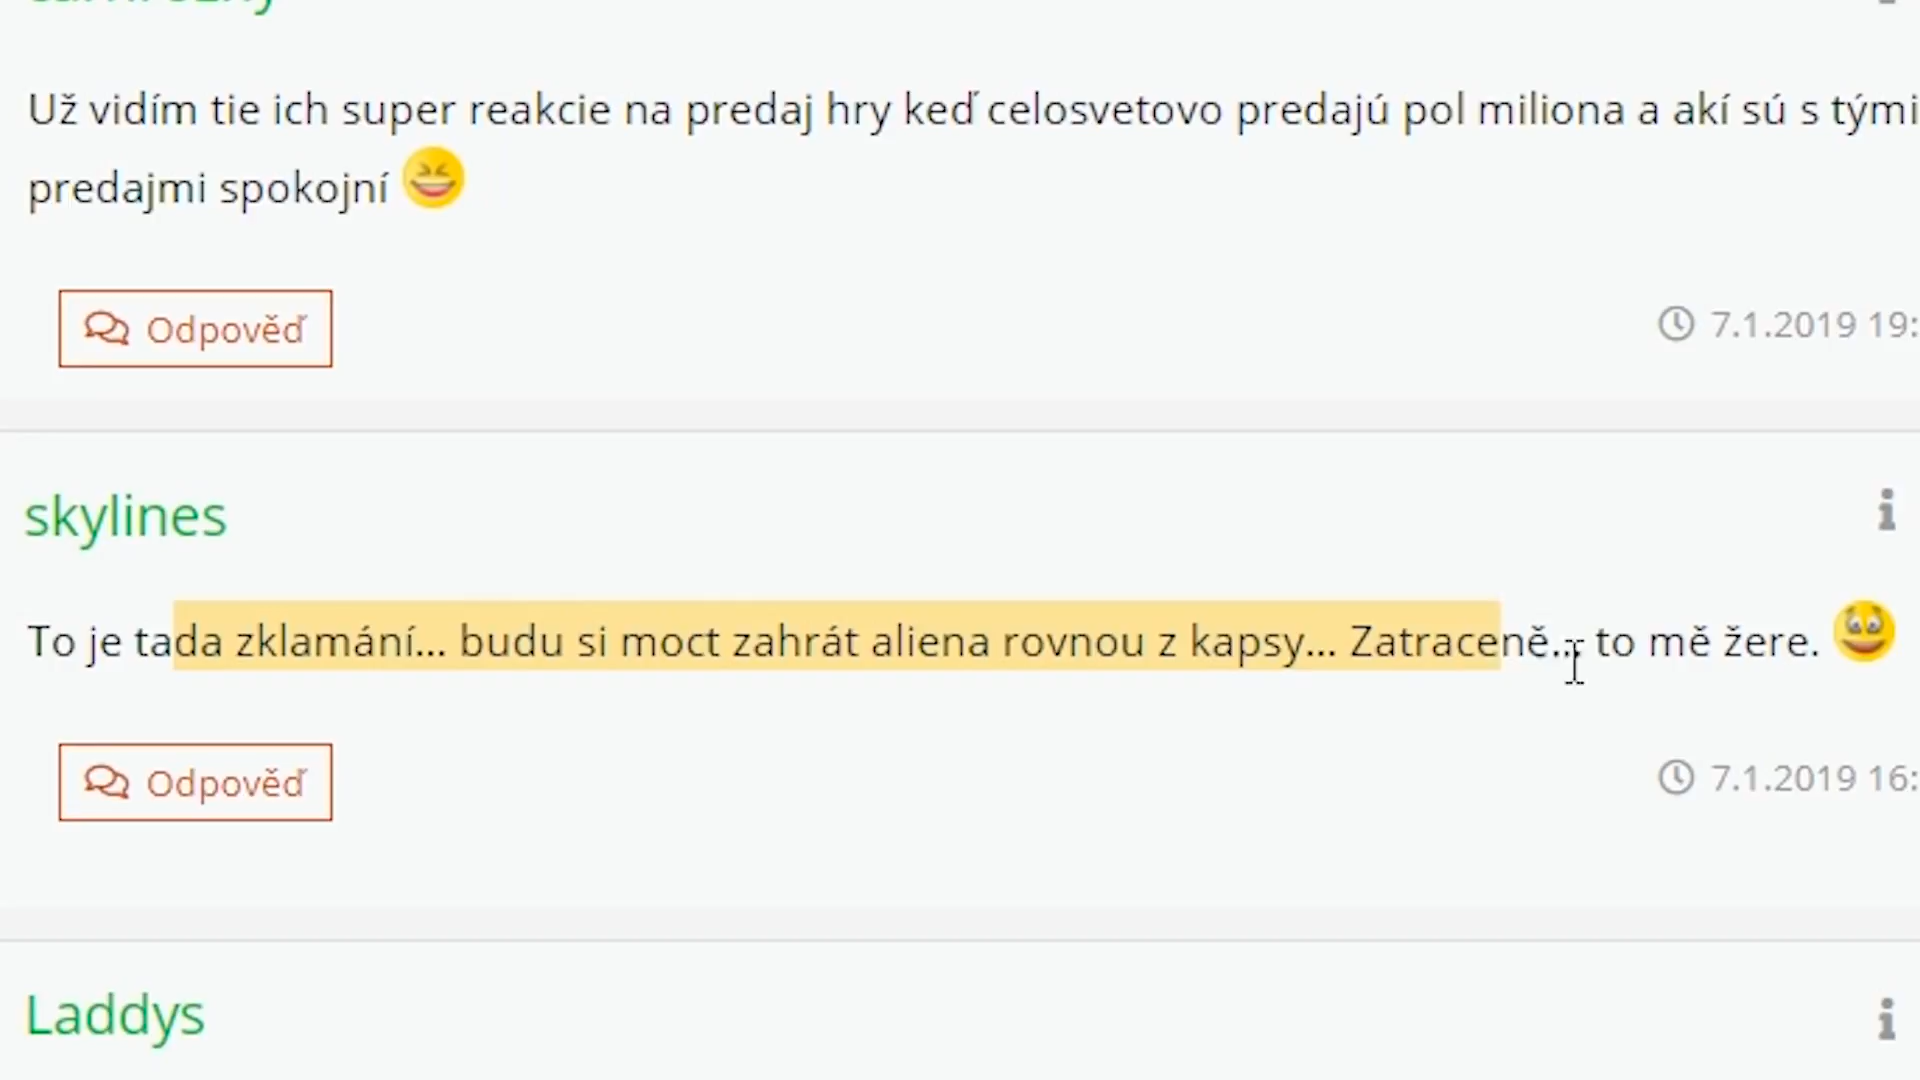 Už vidím tie ich super reakcie na predaj hry keď celosvetovo predajú pol miliona a akí sú s tými
predajmi spokojní
Odpověď
7.1.2019 19:
skylines
To je tada zklamání... budu si moct zahrát aliena rovnou z kapsy... Zatraceně... to mě žere.
Odpověď
7.1.2019 16:
Laddys